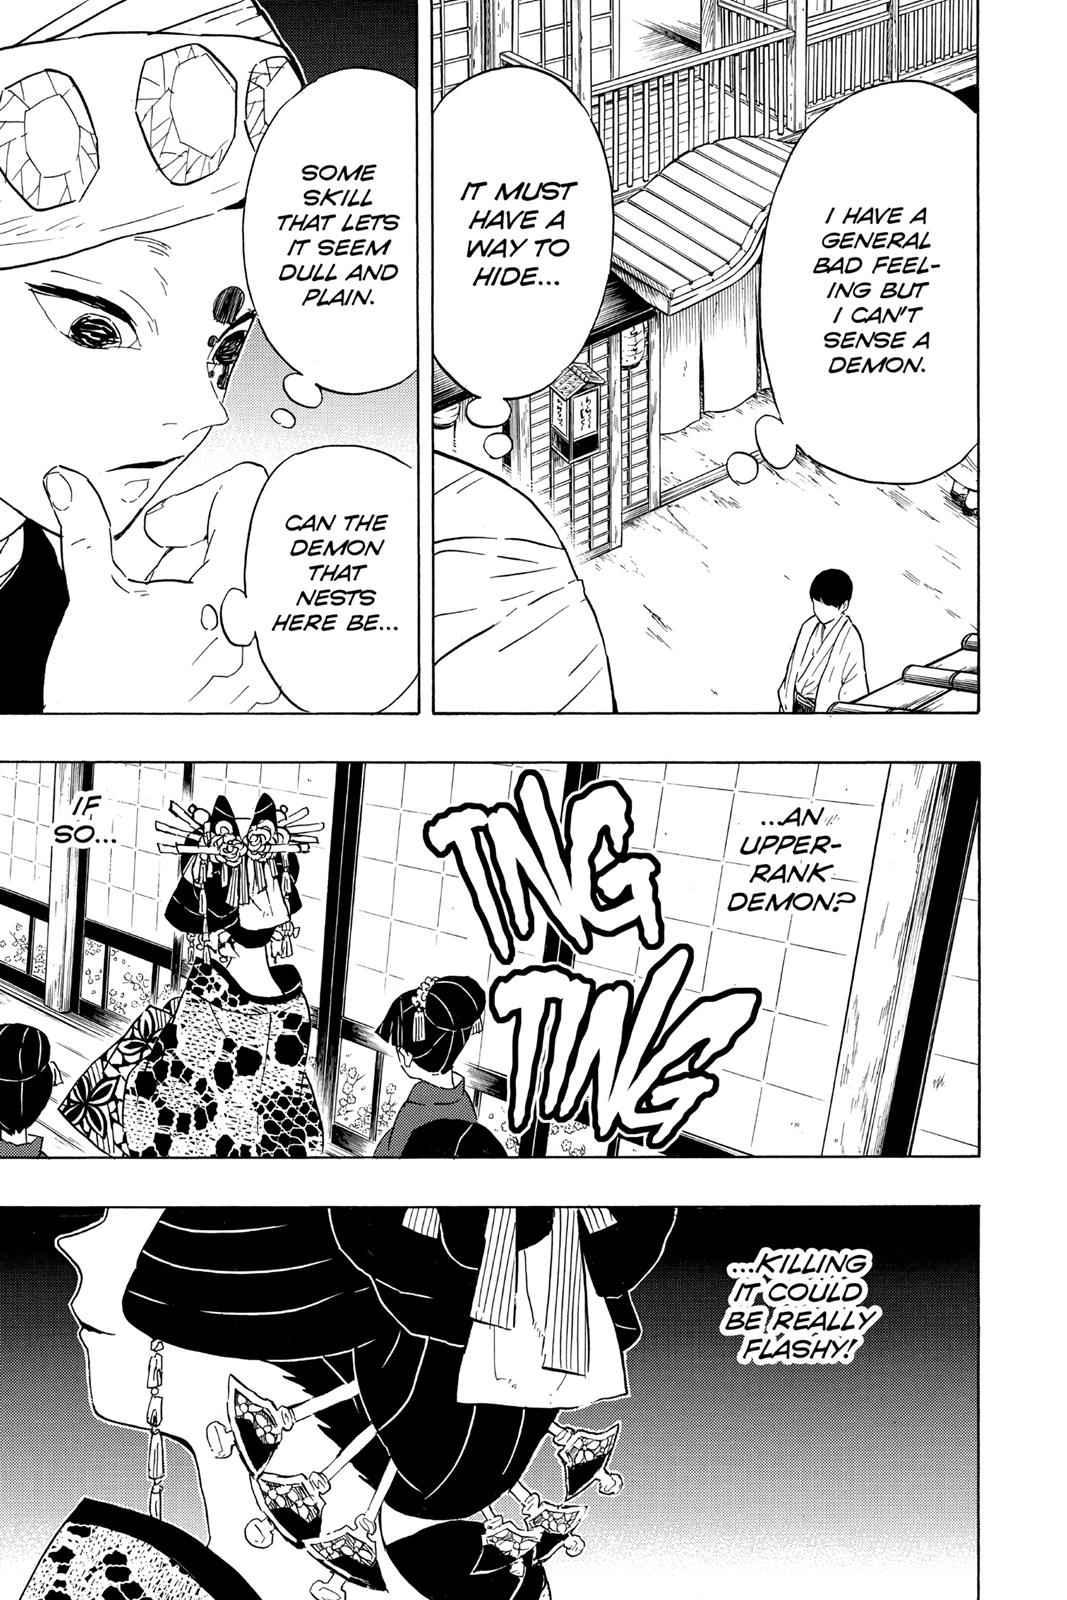 I HAVE A
GENERAL
BAD FEEL-
ING BUT
I CAN'T
SENSE A
DEMON.
IT MUST
HAVE A
WAY TO
HIDE...
SOME
SKILL
THAT LETS
IT SEEM
DULL AND
PLAIN.
CAN THE
DEMON
THAT
NESTS
HERE BE...
...AN
UPPER-
RANK
DEMON?
TING
TING
IF
SO...
...KILLING
IT COULD
BE REALLY
FLASHY!